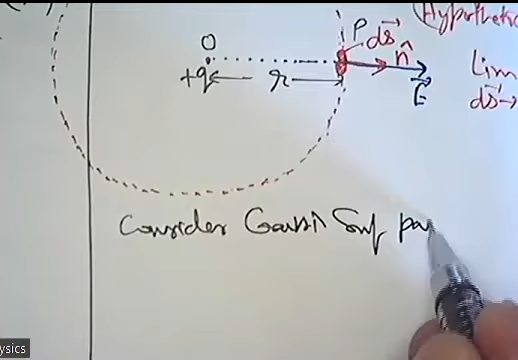 (Hypothetic
P
ds
O
n̂
Lim
+q
r
E
ds→
Consider Gauss Surf pa
ysics